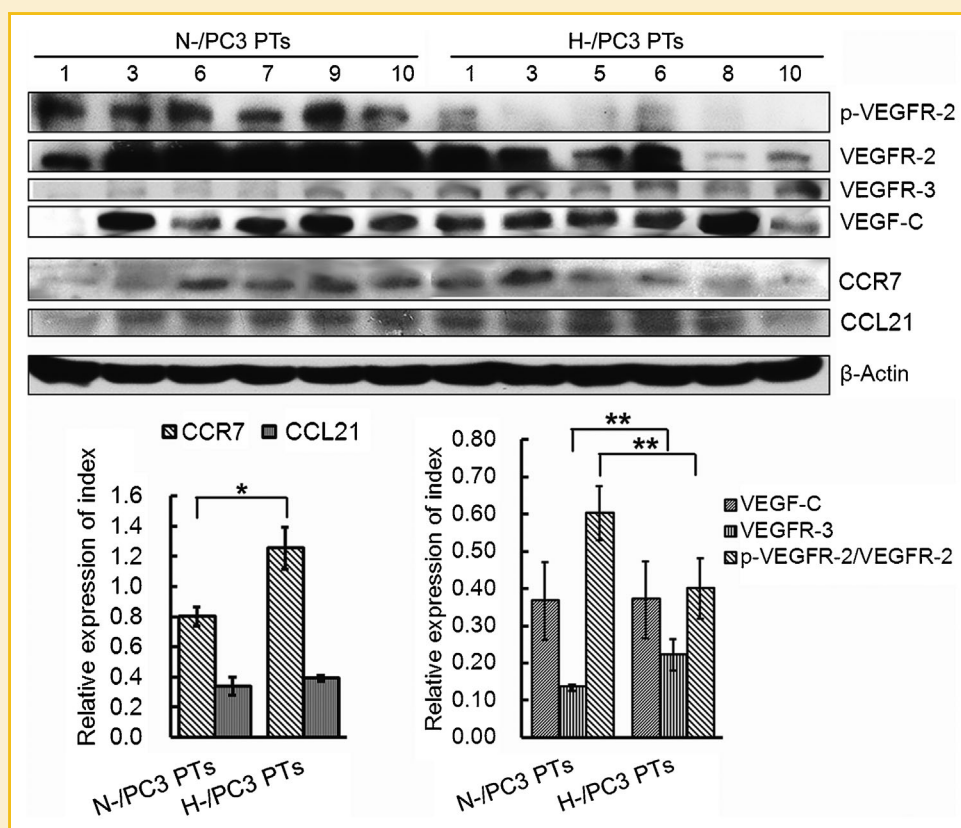 N-/PC3 PTs H-/PC3 PTs
1 3 6 7 9 10 1 3 5 6 8 10
p-VEGFR-2
VEGFR-2
VEGFR-3
VEGF-C
CCR7
CCL21
β-Actin
CCR7 CCL21
Relative expression of index
1.6
1.4
1.2
1.0
0.8
0.6
0.4
0.2
0.0
*
N-/PC3 PTs
H-/PC3 PTs
Relative expression of index
0.80
0.70
0.60
0.50
0.40
0.30
0.20
0.10
0.00
**
**
VEGF-C
VEGFR-3
p-VEGFR-2/VEGFR-2
N-/PC3 PTs
H-/PC3 PTs